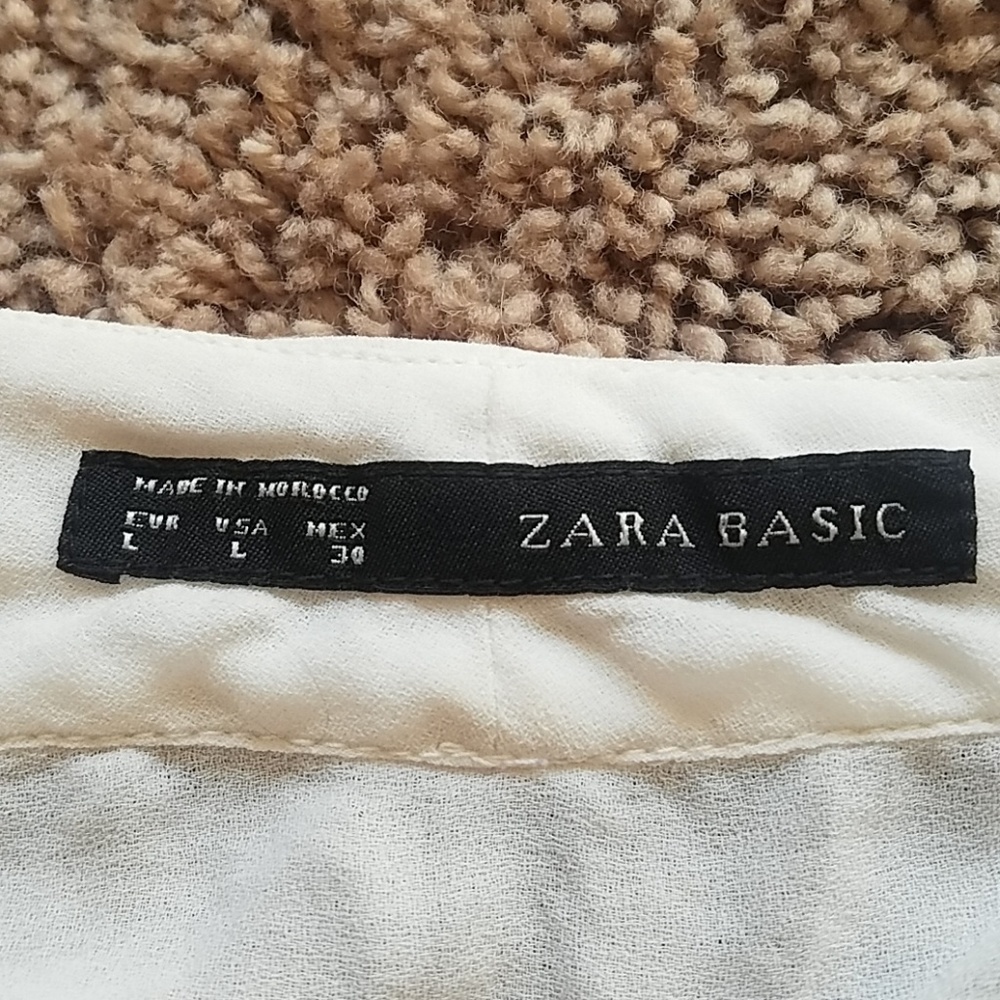 MADE IN MOROCCO
EUR USA MEX
L L 30
ZARA BASIC